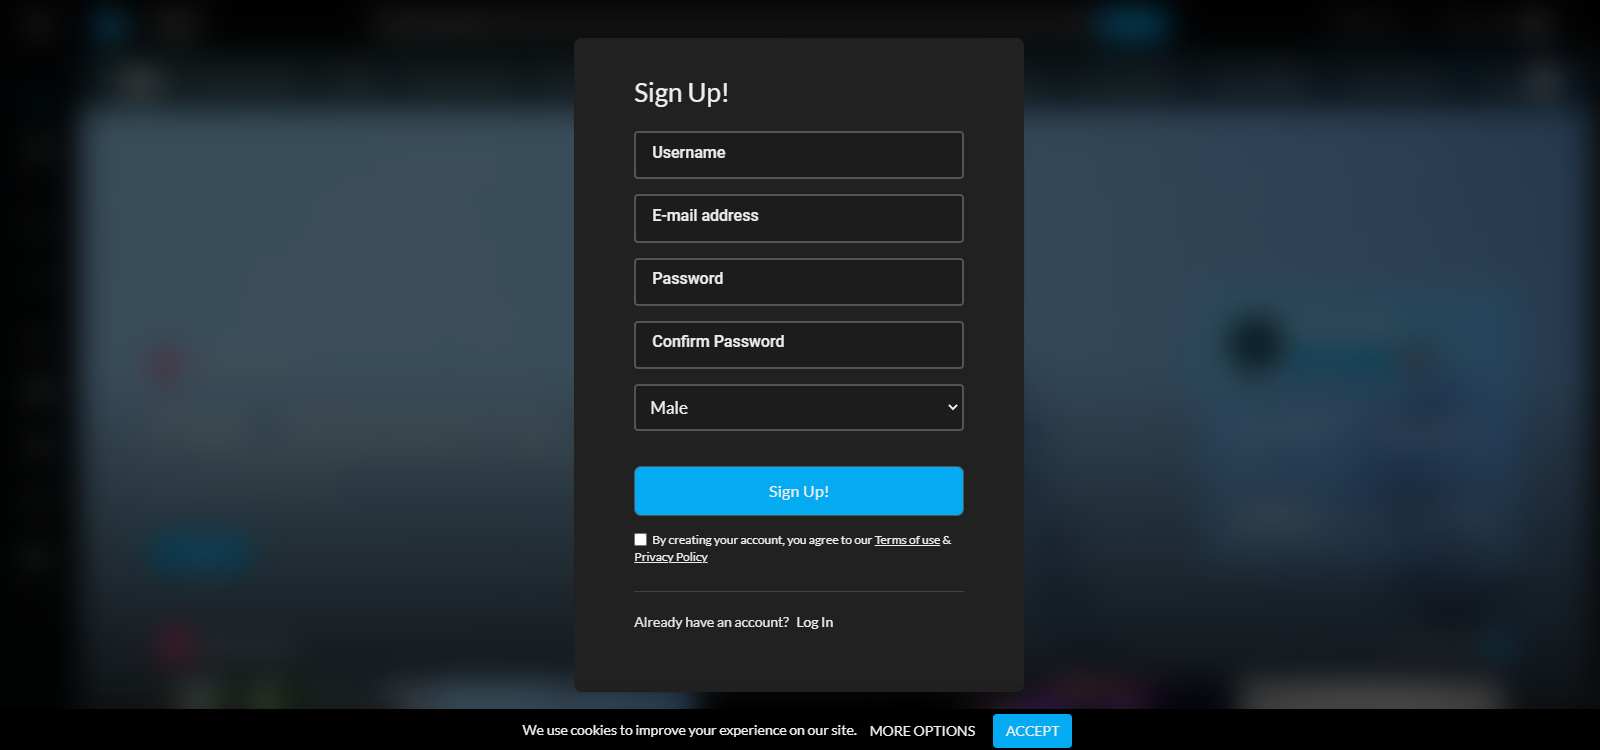 Sign Up!
Username
E-mail address
Password
Confirm Password
Male
Sign Up!
By creating your account, you agree to our Terms of use &
Privacy Policy
Already have an account? Log In
We use cookies to improve your experience on our site. MORE OPTIONS ACCEPT